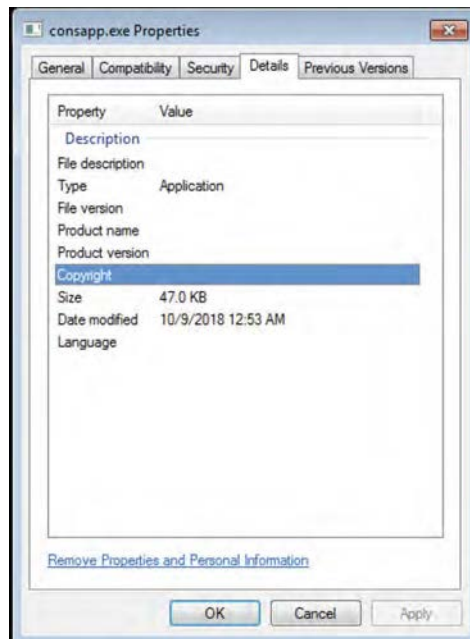 consapp.exe Properties
General Compatibility Security Details Previous Versions
Property Value
Description
File description
Type Application
File version
Product name
Product version
Copyright
Size 47.0 KB
Date modified 10/9/2018 12:53 AM
Language
Remove Properties and Personal Information
OK Cancel Apply